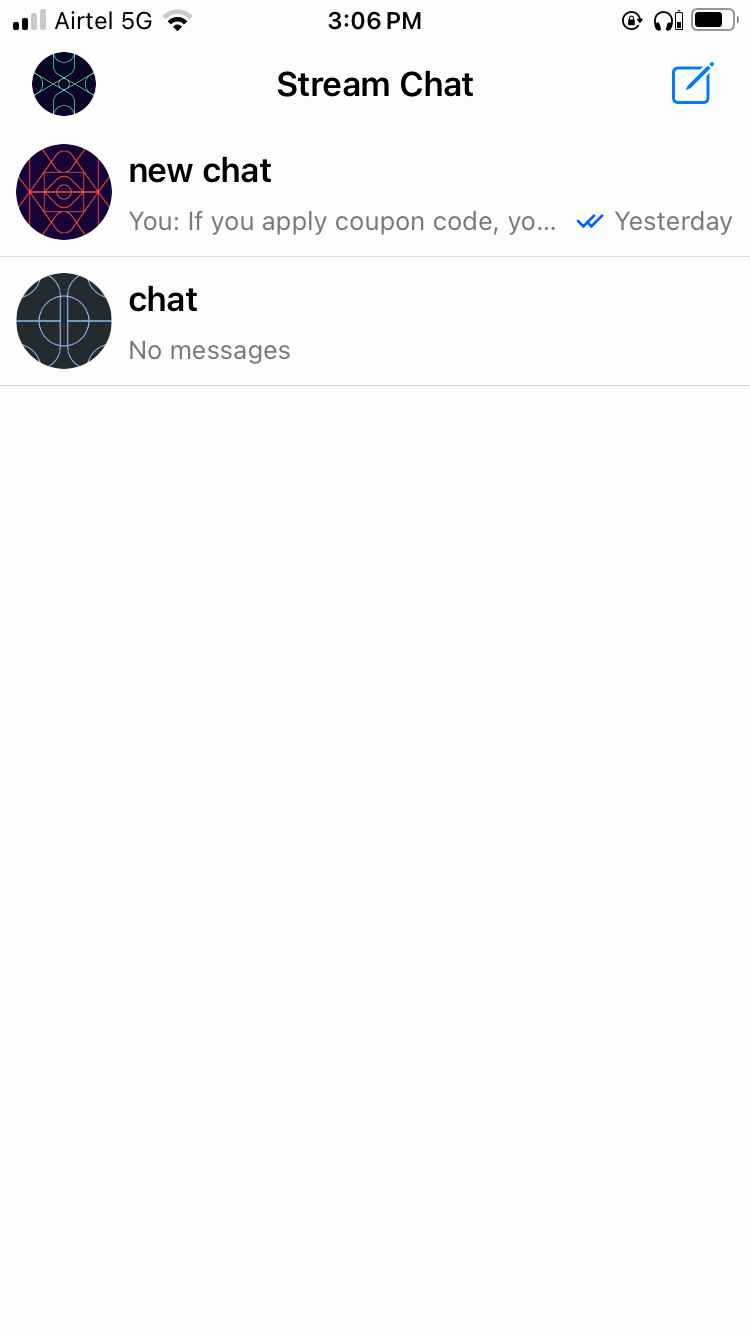 Airtel 5G 3:06 PM
Stream Chat
new chat
You: If you apply coupon code, yo... Yesterday
chat
No messages